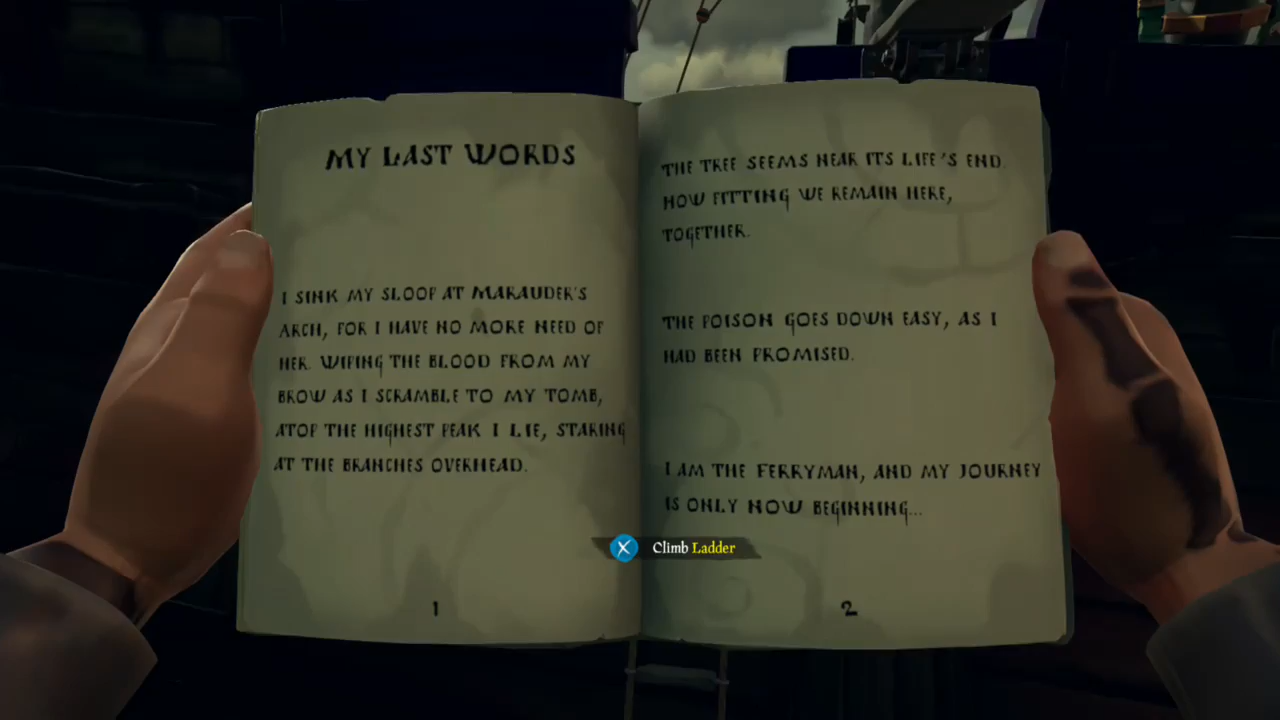 MY LAST WORDS
I SINK MY SLOOP AT MARAUDER'S
ARCH, FOR I HAVE NO MORE NEED OF
HER. WIPING THE BLOOD FROM MY
BROW AS I SCRAMBLE TO MY TOMB,
ATOP THE HIGHEST PEAK I LIE, STARING
AT THE BRANCHES OVERHEAD.
1
THE TREE SEEMS NEAR ITS LIFE'S END.
HOW FITTING WE REMAIN HERE,
TOGETHER.
THE POISON GOES DOWN EASY, AS I
HAD BEEN PROMISED.
I AM THE FERRYMAN, AND MY JOURNEY
IS ONLY NOW BEGINNING...
2
X Climb Ladder